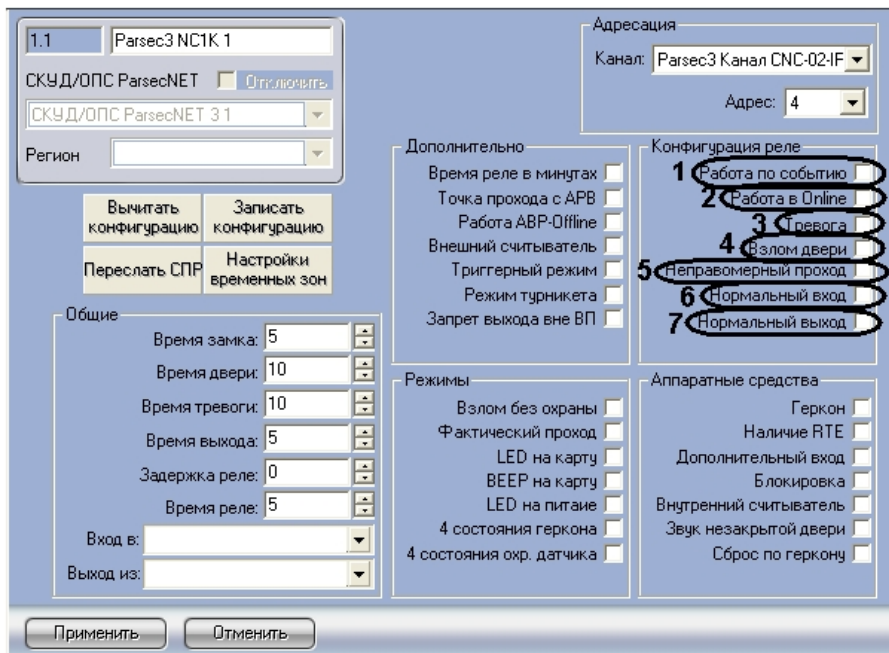 1.1
Parsec3 NC1K 1
СКУД/ОПС ParsecNET
Отключить
СКУД/ОПС ParsecNET 3 1
Регион
Вычитать конфигурацию
Записать конфигурацию
Переслать СПР
Настройки временных зон
Общие
Время замка: 5
Время двери: 10
Время тревоги: 10
Время выхода: 5
Задержка реле: 0
Время реле: 5
Вход в:
Выход из:
Адресация
Канал: Parsec3 Канал CNC-02-IF
Адрес: 4
Дополнительно
Время реле в минутах
Точка прохода с АРВ
Работа АВР-Offline
Внешний считыватель
Триггерный режим
Режим турникета
Запрет выхода вне ВП
Конфигурация реле
1 Работа по событию
2 Работа в Online
3 Тревога
4 Взлом двери
5 Неправомерный проход
6 Нормальный вход
7 Нормальный выход
Режимы
Взлом без охраны
Фактический проход
LED на карту
BEEP на карту
LED на питаие
4 состояния геркона
4 состояния охр. датчика
Аппаратные средства
Геркон
Наличие RTE
Дополнительный вход
Блокировка
Внутренний считыватель
Звук незакрытой двери
Сброс по геркону
Применить
Отменить